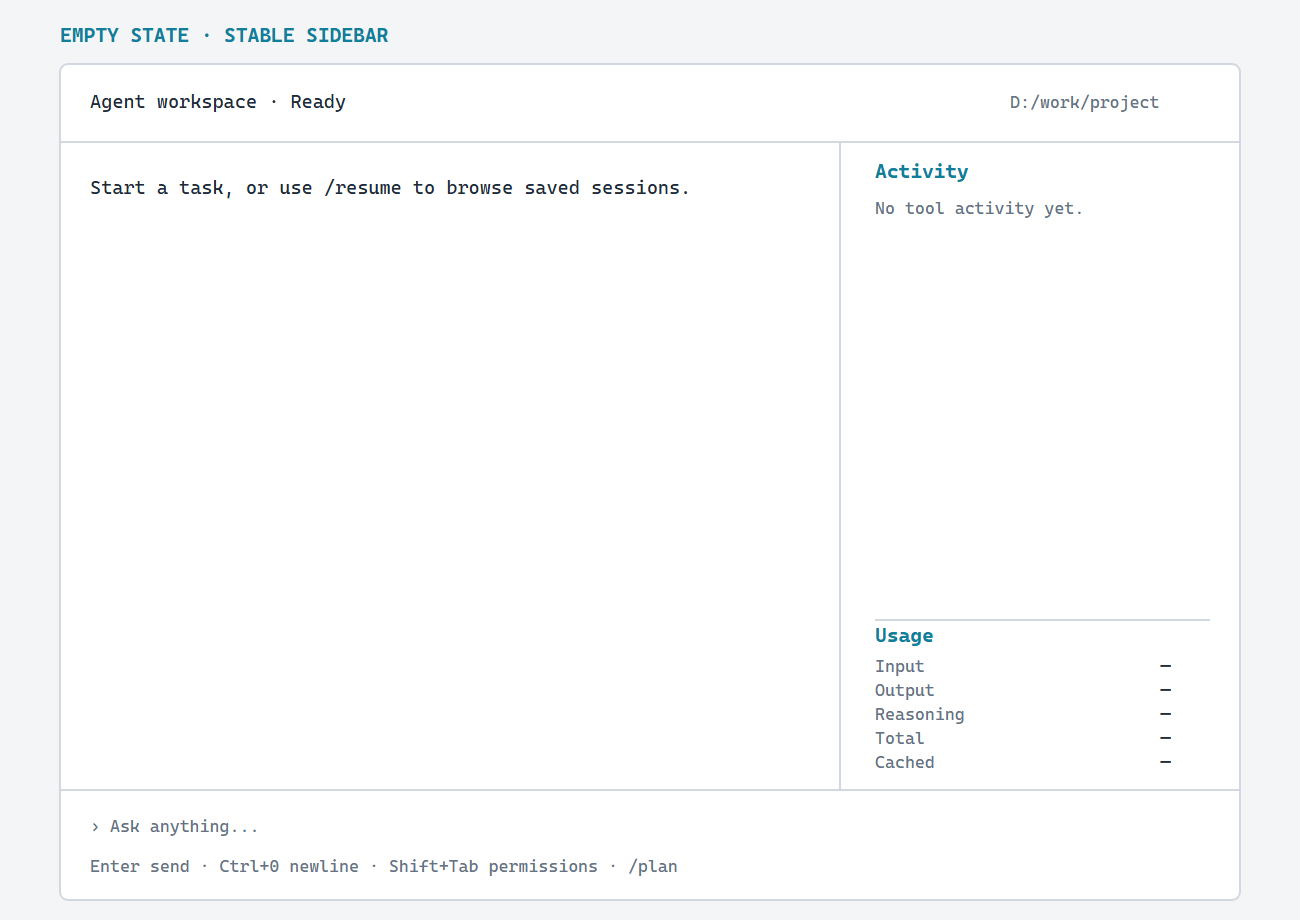 EMPTY STATE · STABLE SIDEBAR
Agent workspace · Ready
D:/work/project
Start a task, or use /resume to browse saved sessions.
Activity
No tool activity yet.
Usage
Input —
Output —
Reasoning —
Total —
Cached —
› Ask anything...
Enter send · Ctrl+0 newline · Shift+Tab permissions · /plan